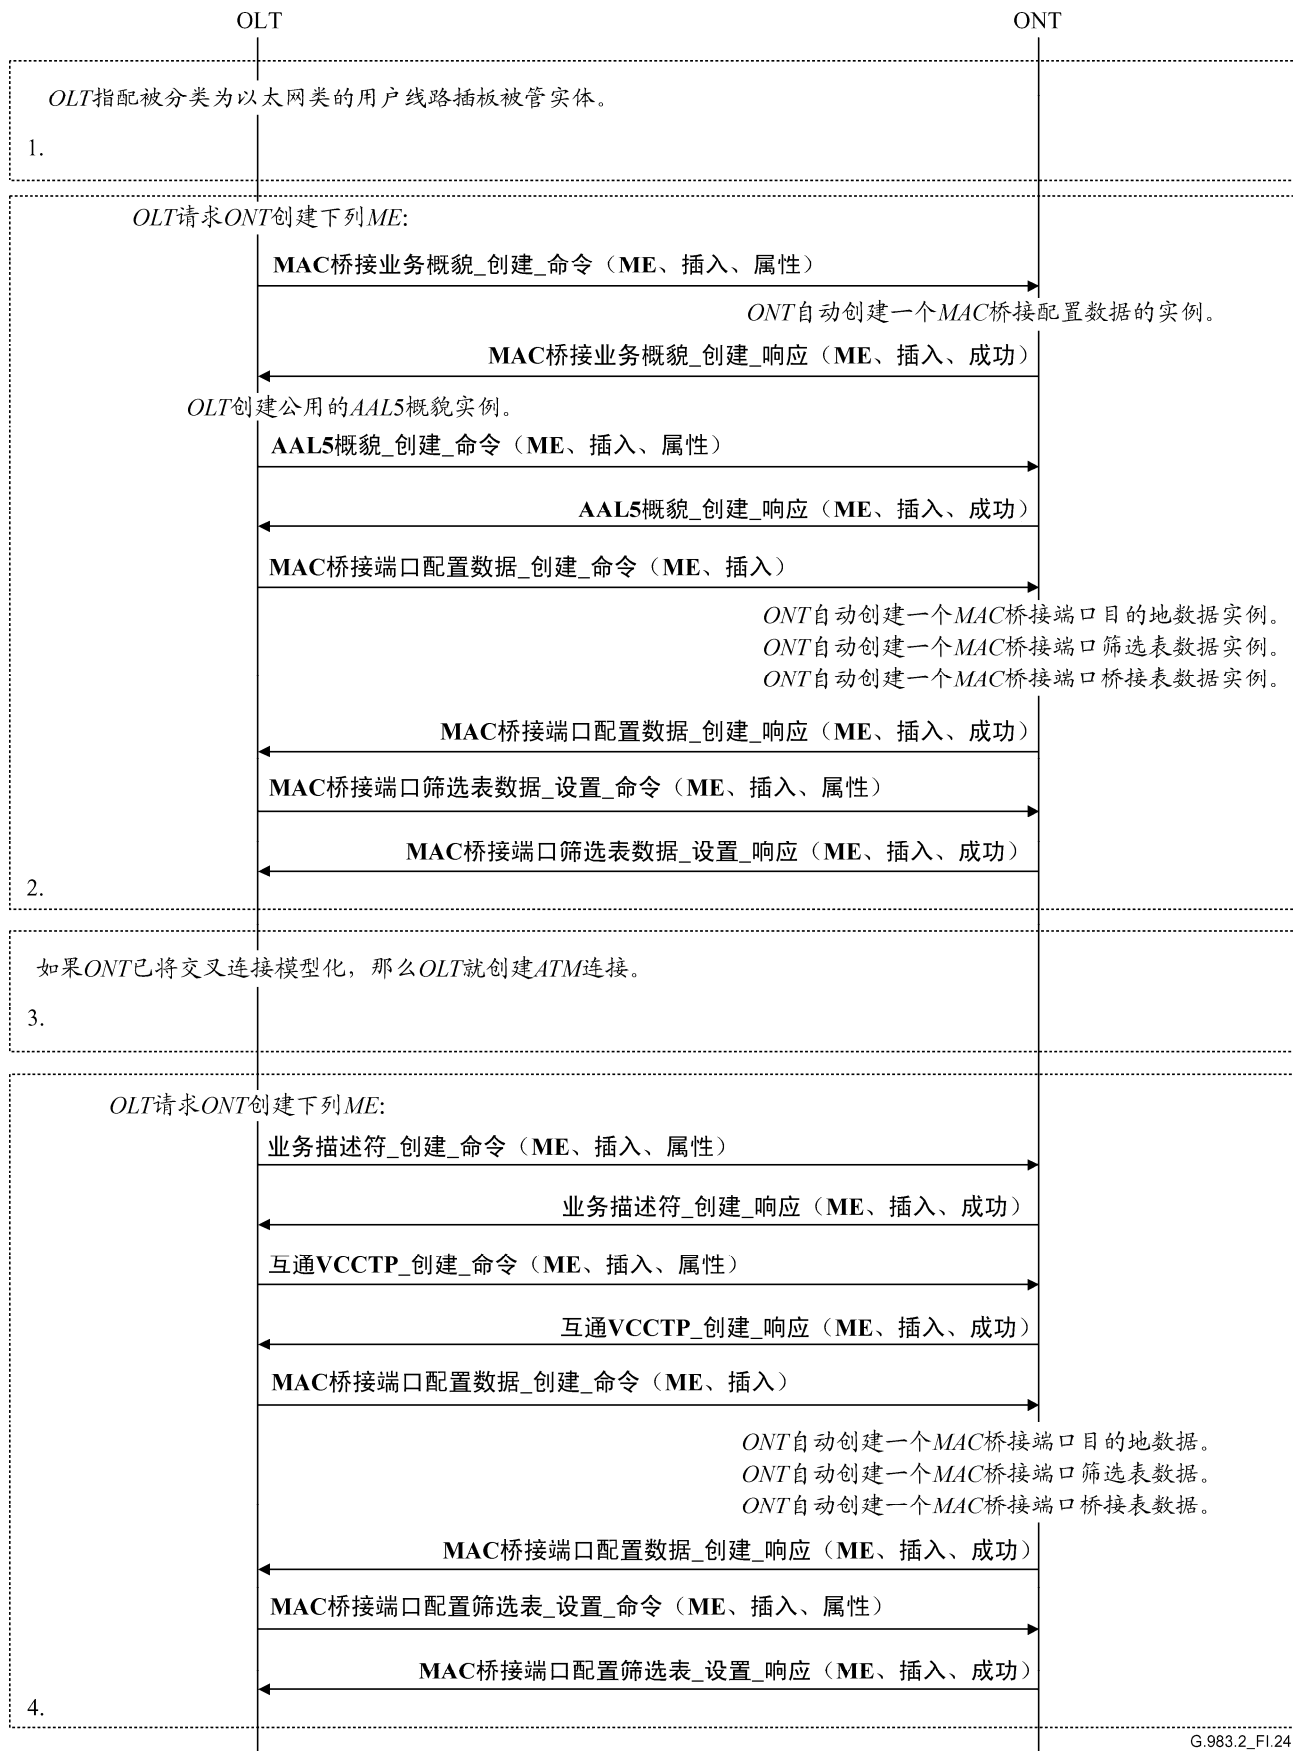 OLT
ONT
OLT指配被分类为以太网类的用户线路插板被管实体。
1.
OLT请求ONT创建下列ME:
MAC桥接业务概貌_创建_命令（ME、插入、属性）
ONT自动创建一个MAC桥接配置数据的实例。
MAC桥接业务概貌_创建_响应（ME、插入、成功）
OLT创建公用的AAL5概貌实例。
AAL5概貌_创建_命令（ME、插入、属性）
AAL5概貌_创建_响应（ME、插入、成功）
MAC桥接端口配置数据_创建_命令（ME、插入）
ONT自动创建一个MAC桥接端口目的地数据实例。
ONT自动创建一个MAC桥接端口筛选表数据实例。
ONT自动创建一个MAC桥接端口桥接表数据实例。
MAC桥接端口配置数据_创建_响应（ME、插入、成功）
MAC桥接端口筛选表数据_设置_命令（ME、插入、属性）
MAC桥接端口筛选表数据_设置_响应（ME、插入、成功）
2.
如果ONT已将交叉连接模型化，那么OLT就创建ATM连接。
3.
OLT请求ONT创建下列ME:
业务描述符_创建_命令（ME、插入、属性）
业务描述符_创建_响应（ME、插入、成功）
互通VCCTP_创建_命令（ME、插入、属性）
互通VCCTP_创建_响应（ME、插入、成功）
MAC桥接端口配置数据_创建_命令（ME、插入）
ONT自动创建一个MAC桥接端口目的地数据。
ONT自动创建一个MAC桥接端口筛选表数据。
ONT自动创建一个MAC桥接端口桥接表数据。
MAC桥接端口配置数据_创建_响应（ME、插入、成功）
MAC桥接端口配置筛选表_设置_命令（ME、插入、属性）
MAC桥接端口配置筛选表_设置_响应（ME、插入、成功）
4.
G.983.2_FI.24